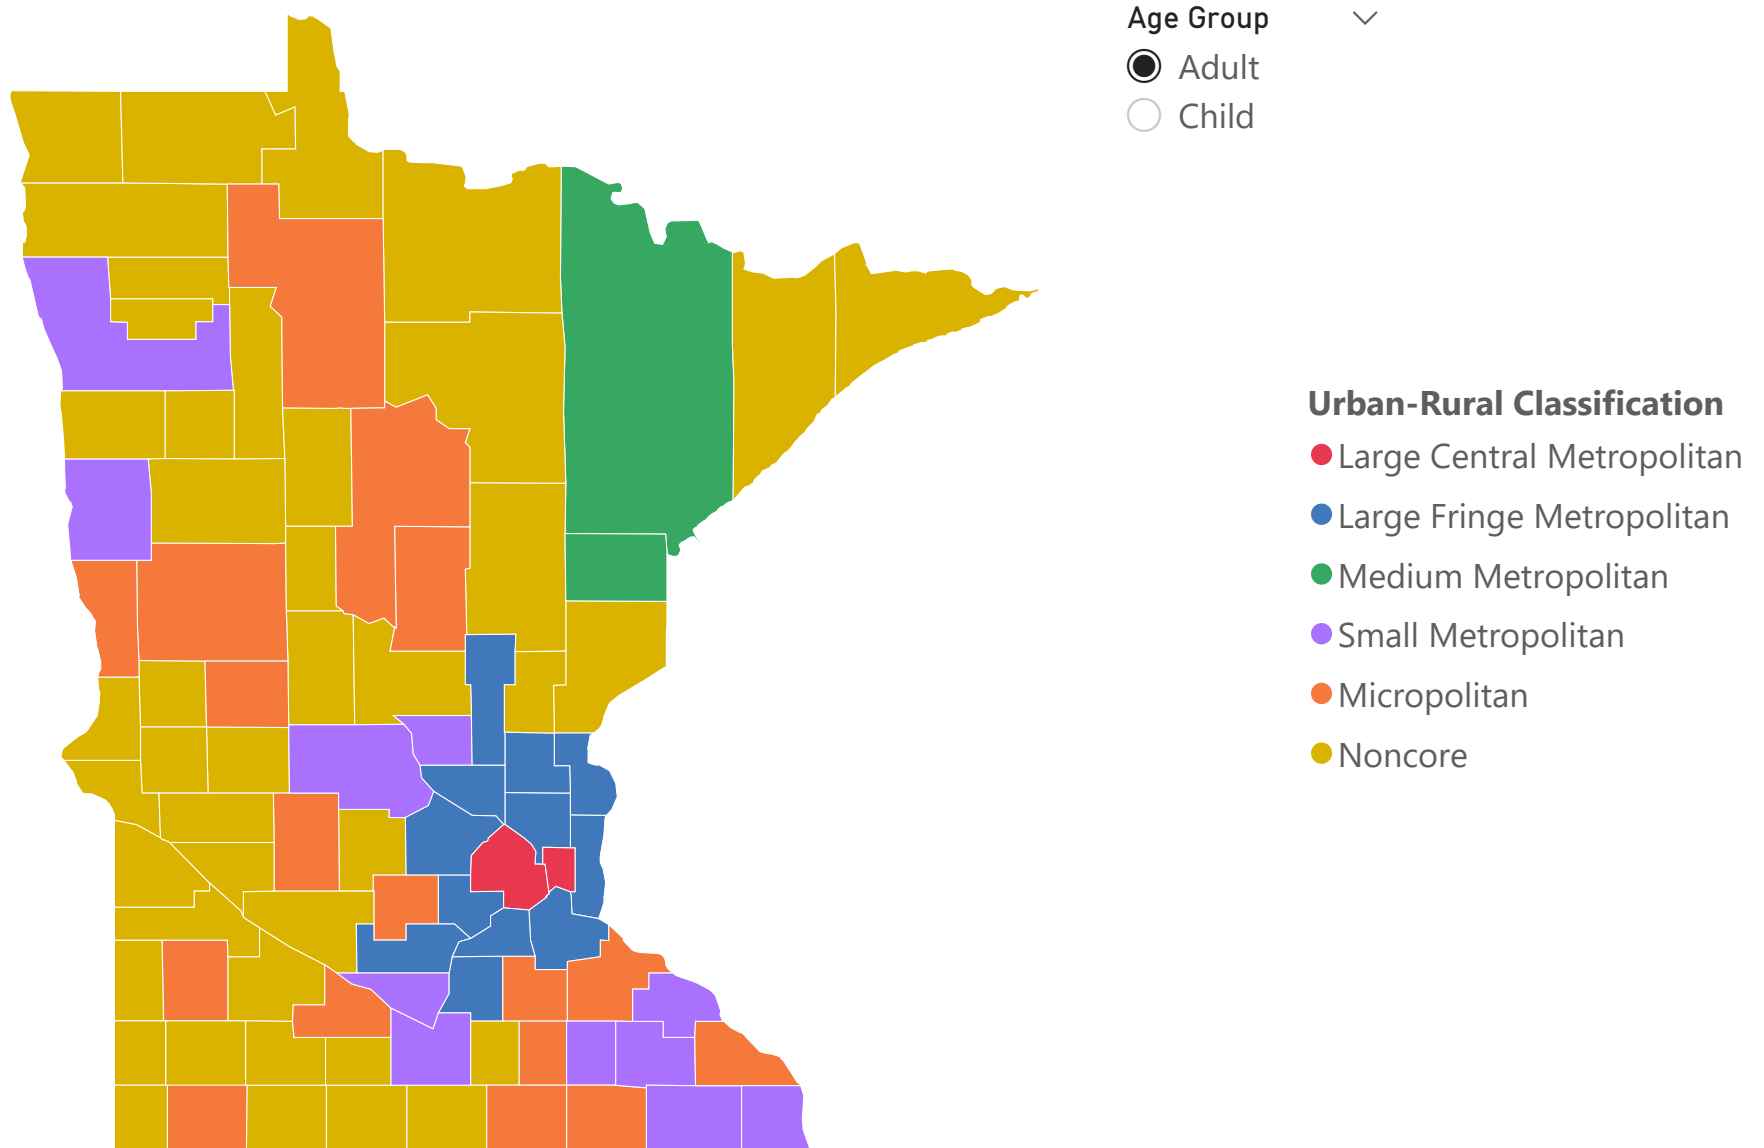 Age Group
Adult
Child
Urban-Rural Classification
Large Central Metropolitan
Large Fringe Metropolitan
Medium Metropolitan
Small Metropolitan
Micropolitan
Noncore